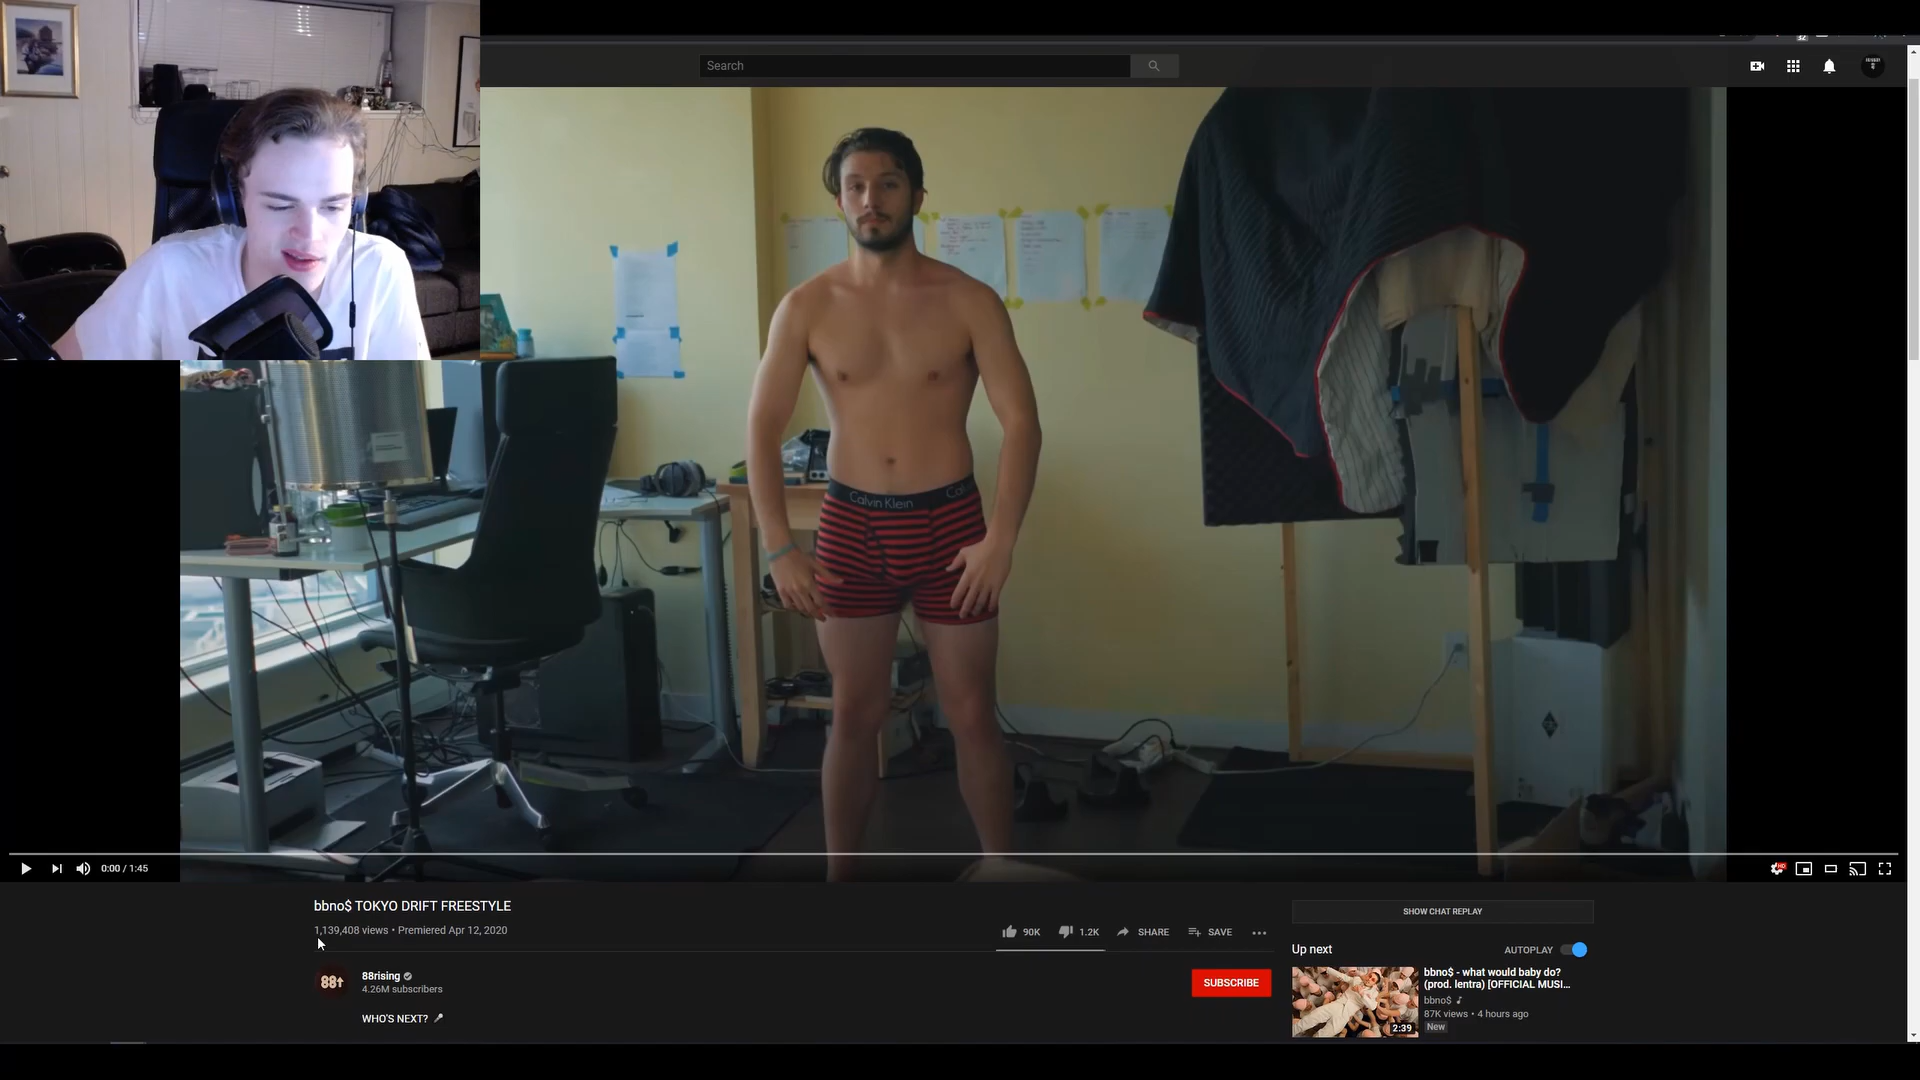 Search
Calvin Klein
0:00 / 1:45
HD
bbno$ TOKYO DRIFT FREESTYLE
1,139,408 views • Premiered Apr 12, 2020
90K
1.2K
SHARE
SAVE
88rising
4.26M subscribers
SUBSCRIBE
WHO'S NEXT? 🎤
SHOW CHAT REPLAY
Up next
AUTOPLAY
bbno$ - what would baby do?
(prod. lentra) [OFFICIAL MUSI...
bbno$
87K views • 4 hours ago
New
2:39